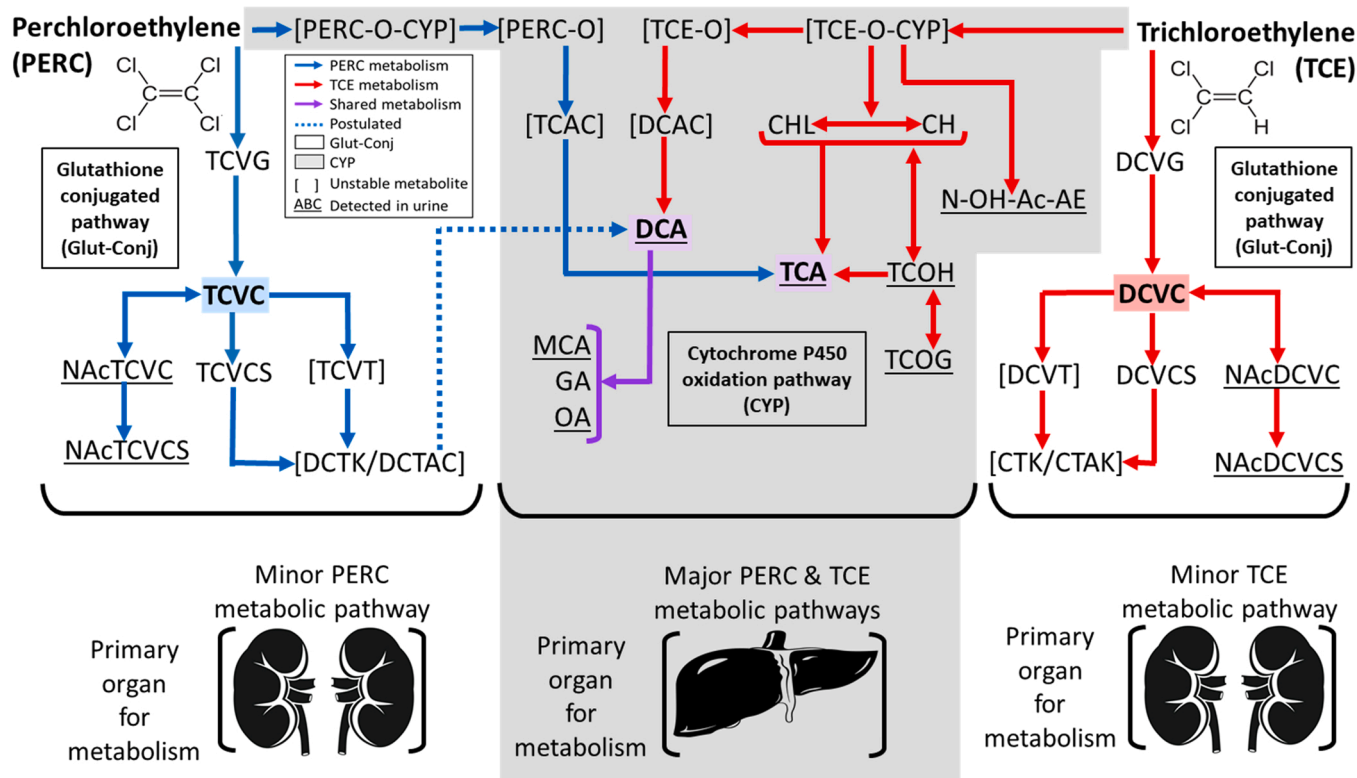 Perchloroethylene
(PERC)
[PERC-O-CYP]
[PERC-O]
[TCE-O]
[TCE-O-CYP]
Trichloroethylene
(TCE)
Cl
Cl
C
C
Cl
Cl
PERC metabolism
TCE metabolism
Shared metabolism
Postulated
Glut-Conj
CYP
[ ] Unstable metabolite
ABC Detected in urine
Cl
Cl
C
C
Cl
H
[TCAC]
[DCAC]
CHL
CH
TCVG
DCVG
Glutathione
conjugated
pathway
(Glut-Conj)
N-OH-Ac-AE
Glutathione
conjugated
pathway
(Glut-Conj)
DCA
TCA
TCOH
TCVC
DCVC
MCA
GA
OA
Cytochrome P450
oxidation pathway
(CYP)
TCOG
NAcTCVC
TCVCS
[TCVT]
[DCVT]
DCVCS
NAcDCVC
NAcTCVCS
[DCTK/DCTAC]
[CTK/CTAK]
NAcDCVCS
Minor PERC
metabolic pathway
Primary
organ
for
metabolism
Major PERC & TCE
metabolic pathways
Primary
organ
for
metabolism
Minor TCE
metabolic pathway
Primary
organ
for
metabolism